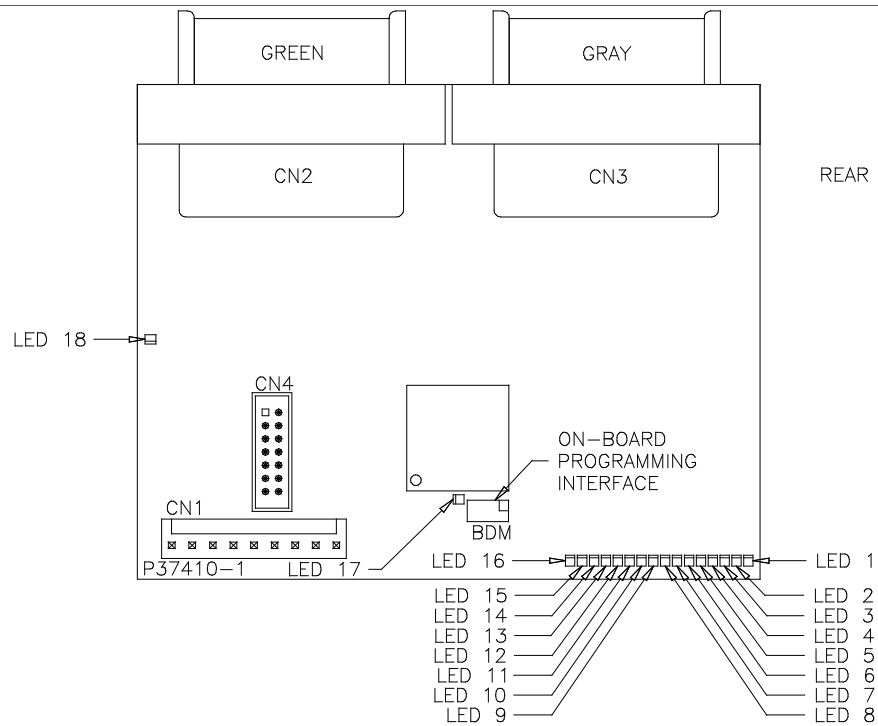 GREEN
GRAY
CN2
CN3
REAR
LED 18
CN4
ON-BOARD
PROGRAMMING
INTERFACE
CN1
BDM
P37410-1
LED 17
LED 16
LED 1
LED 15
LED 2
LED 14
LED 3
LED 13
LED 4
LED 12
LED 5
LED 11
LED 6
LED 10
LED 7
LED 9
LED 8